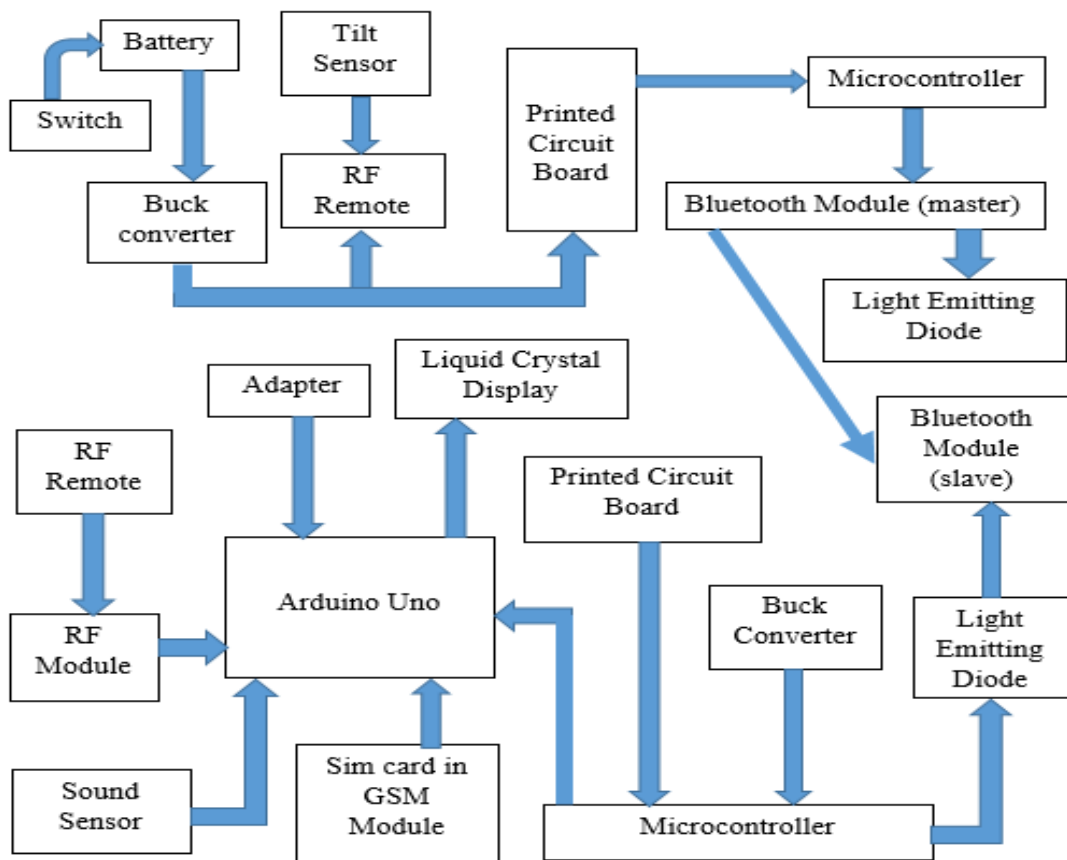 Battery
Switch
Tilt
Sensor
Buck
converter
RF
Remote
Printed
Circuit
Board
Microcontroller
Bluetooth Module (master)
Light Emitting
Diode
Liquid Crystal
Display
Adapter
RF
Remote
Arduino Uno
RF
Module
Sound
Sensor
Sim card in
GSM
Module
Printed Circuit
Board
Buck
Converter
Microcontroller
Bluetooth
Module
(slave)
Light
Emitting
Diode